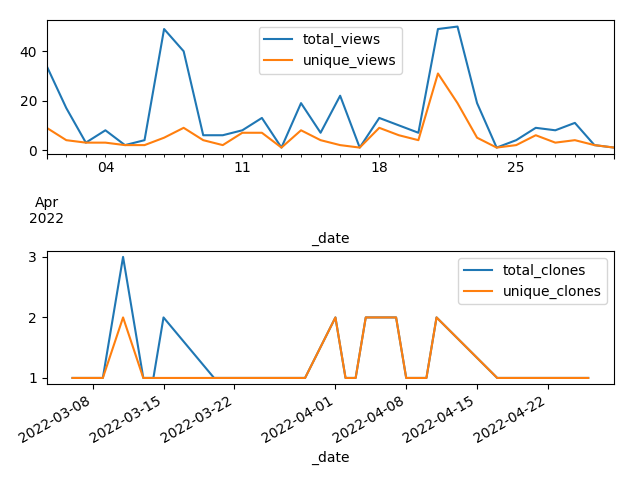 total_views
unique_views
40
20
0
04 11 18 25
Apr
2022
_date
total_clones
unique_clones
3
2
1
2022-03-08 2022-03-15 2022-03-22 2022-04-01 2022-04-08 2022-04-15 2022-04-22
_date